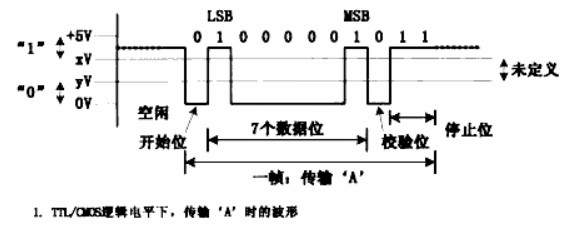 LSB MSB
+5V 0 1 0 0 0 0 0 1 0 1 1
“1” xV
未定义
“0” yV
0V
空闲
开始位 7个数据位 校验位 停止位
一帧: 传输‘A’
1. TTL/CMOS逻辑电平下, 传输‘A’时的波形